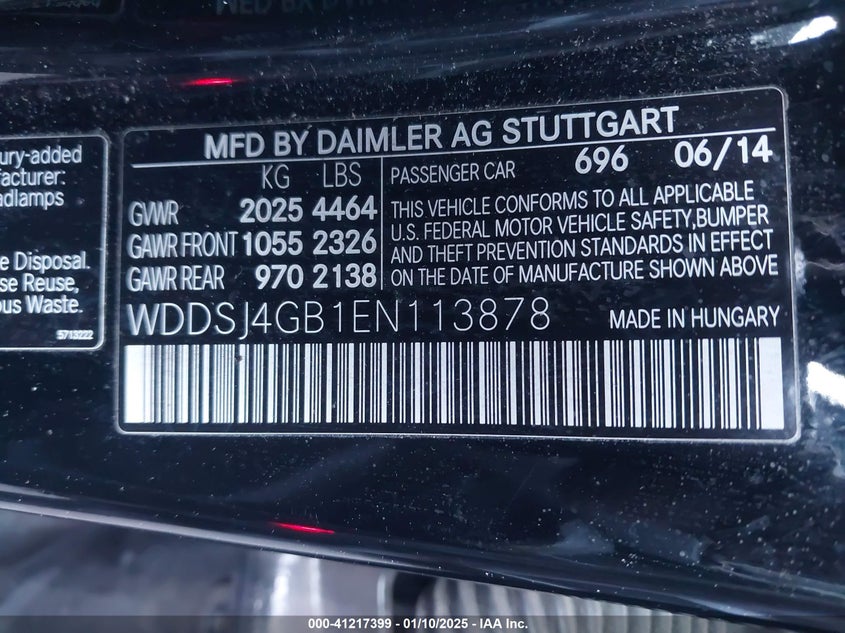 MFD BY DAIMLER AG STUTTGART
KG LBS
GVWR 2025 4464
GAWR FRONT 1055 2326
GAWR REAR 970 2138
PASSENGER CAR 696 06/14
THIS VEHICLE CONFORMS TO ALL APPLICABLE
U.S. FEDERAL MOTOR VEHICLE SAFETY,BUMPER
AND THEFT PREVENTION STANDARDS IN EFFECT
ON THE DATE OF MANUFACTURE SHOWN ABOVE
WDDSJ4GB1EN113878 MADE IN HUNGARY
ury-added
facturer:
adlamps
e Disposal.
se Reuse,
ous Waste.
000-41217399 - 01/10/2025 - IAA Inc.